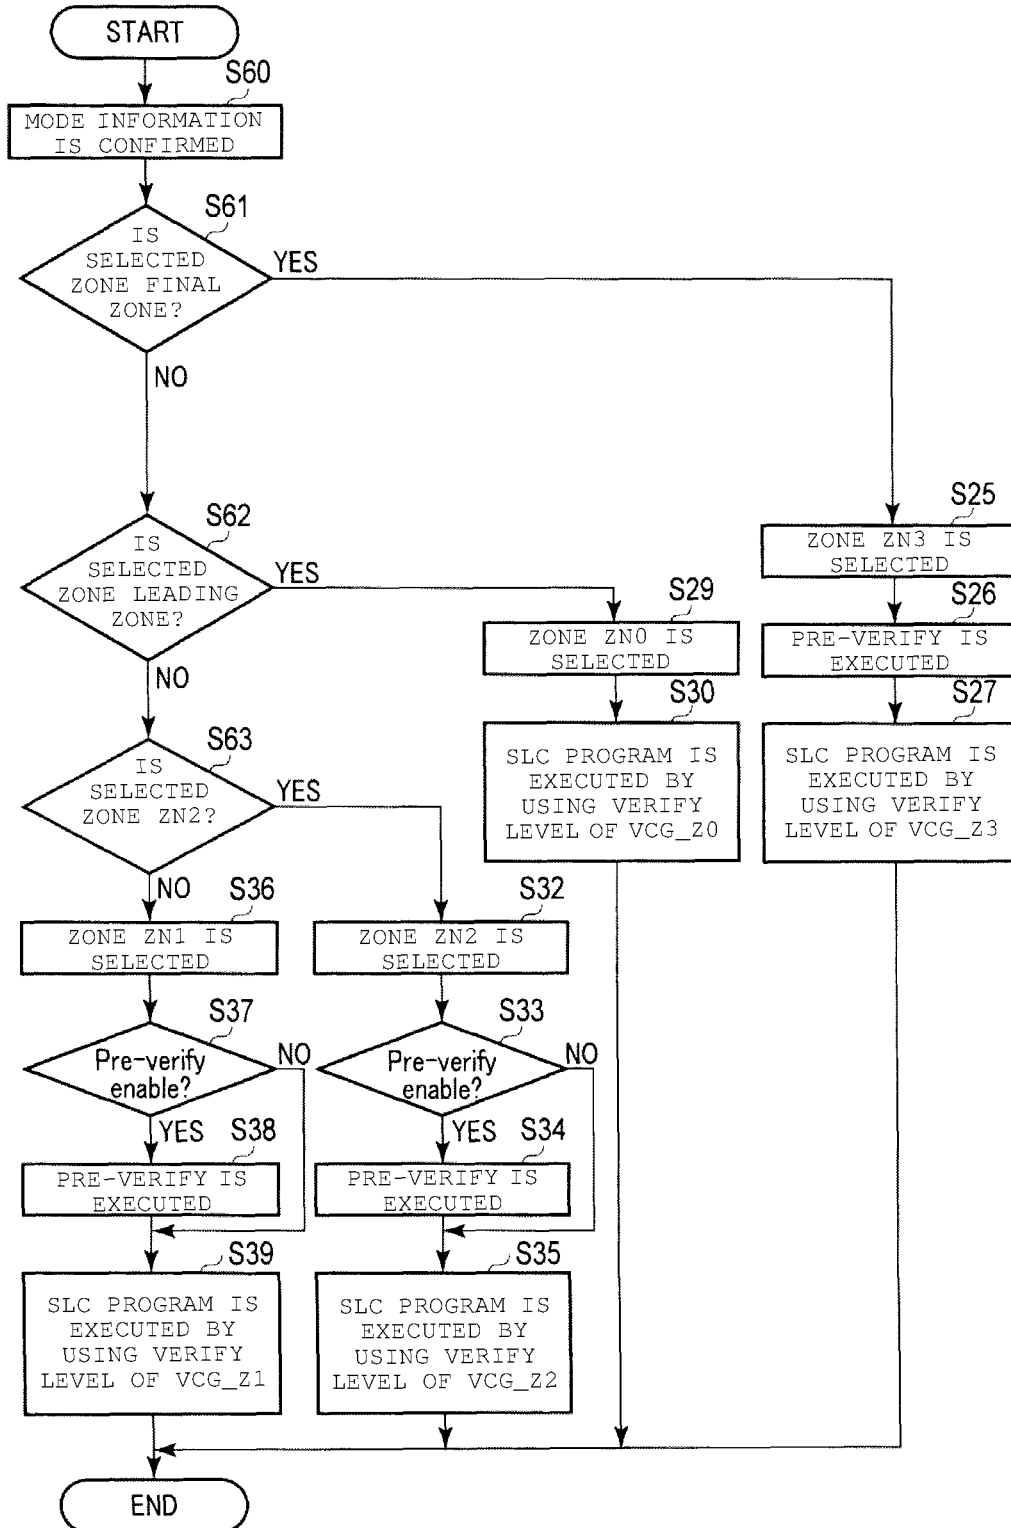 START
S60
MODE INFORMATION
IS CONFIRMED
S61
IS
SELECTED
ZONE FINAL
ZONE?
YES
NO
S62
IS
SELECTED
ZONE LEADING
ZONE?
YES
NO
S25
ZONE ZN3 IS
SELECTED
S26
PRE-VERIFY IS
EXECUTED
S27
SLC PROGRAM IS
EXECUTED BY
USING VERIFY
LEVEL OF VCG_Z3
S29
ZONE ZN0 IS
SELECTED
S30
SLC PROGRAM IS
EXECUTED BY
USING VERIFY
LEVEL OF VCG_Z0
S63
IS
SELECTED
ZONE ZN2?
YES
NO
S36
ZONE ZN1 IS
SELECTED
S37
Pre-verify
enable?
NO
YES
S38
PRE-VERIFY IS
EXECUTED
S39
SLC PROGRAM IS
EXECUTED BY
USING VERIFY
LEVEL OF VCG_Z1
S32
ZONE ZN2 IS
SELECTED
S33
Pre-verify
enable?
NO
YES
S34
PRE-VERIFY IS
EXECUTED
S35
SLC PROGRAM IS
EXECUTED BY
USING VERIFY
LEVEL OF VCG_Z2
END